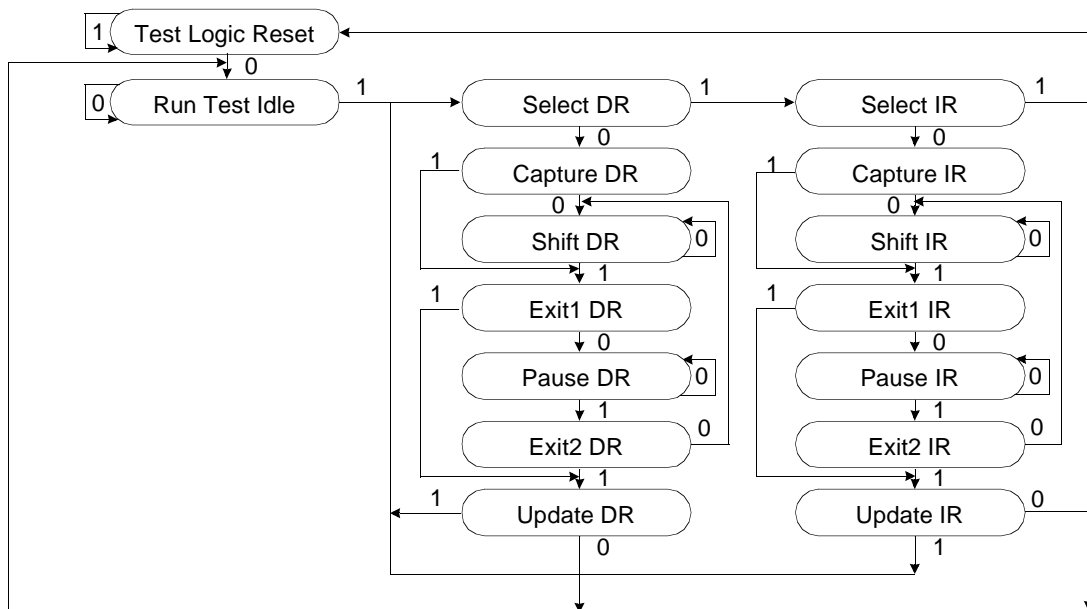 1 Test Logic Reset
0
0 Run Test Idle 1 Select DR 1 Select IR 1
0 0
1 Capture DR 1 Capture IR
0 0
Shift DR 0 Shift IR 0
1 1
1 Exit1 DR 1 Exit1 IR
0 0
Pause DR 0 Pause IR 0
1 1
Exit2 DR 0 Exit2 IR 0
1 1
1 Update DR Update IR 0
0 1